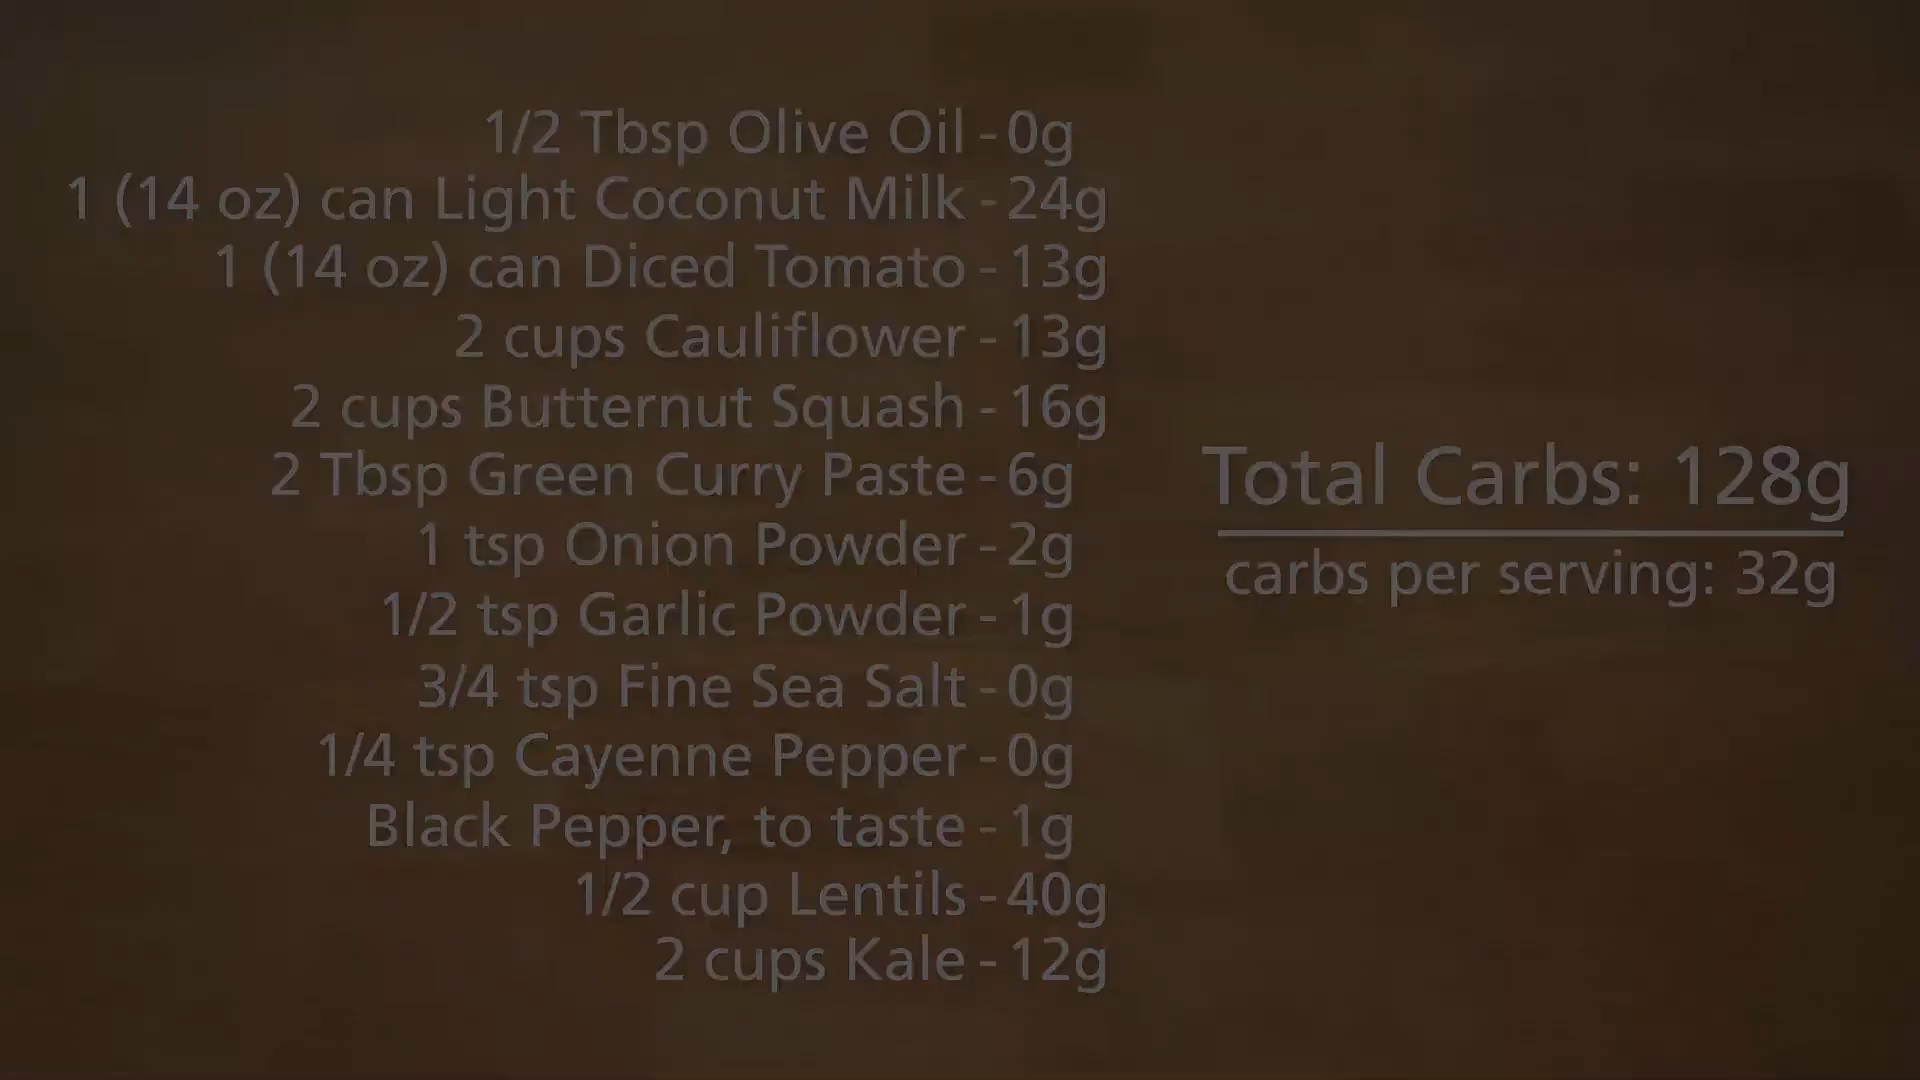 1/2 Tbsp Olive Oil - 0g
1 (14 oz) can Light Coconut Milk - 24g
1 (14 oz) can Diced Tomato - 13g
2 cups Cauliflower - 13g
2 cups Butternut Squash - 16g
2 Tbsp Green Curry Paste - 6g
1 tsp Onion Powder - 2g
1/2 tsp Garlic Powder - 1g
3/4 tsp Fine Sea Salt - 0g
1/4 tsp Cayenne Pepper - 0g
Black Pepper, to taste - 1g
1/2 cup Lentils - 40g
2 cups Kale - 12g
Total Carbs: 128g
carbs per serving: 32g